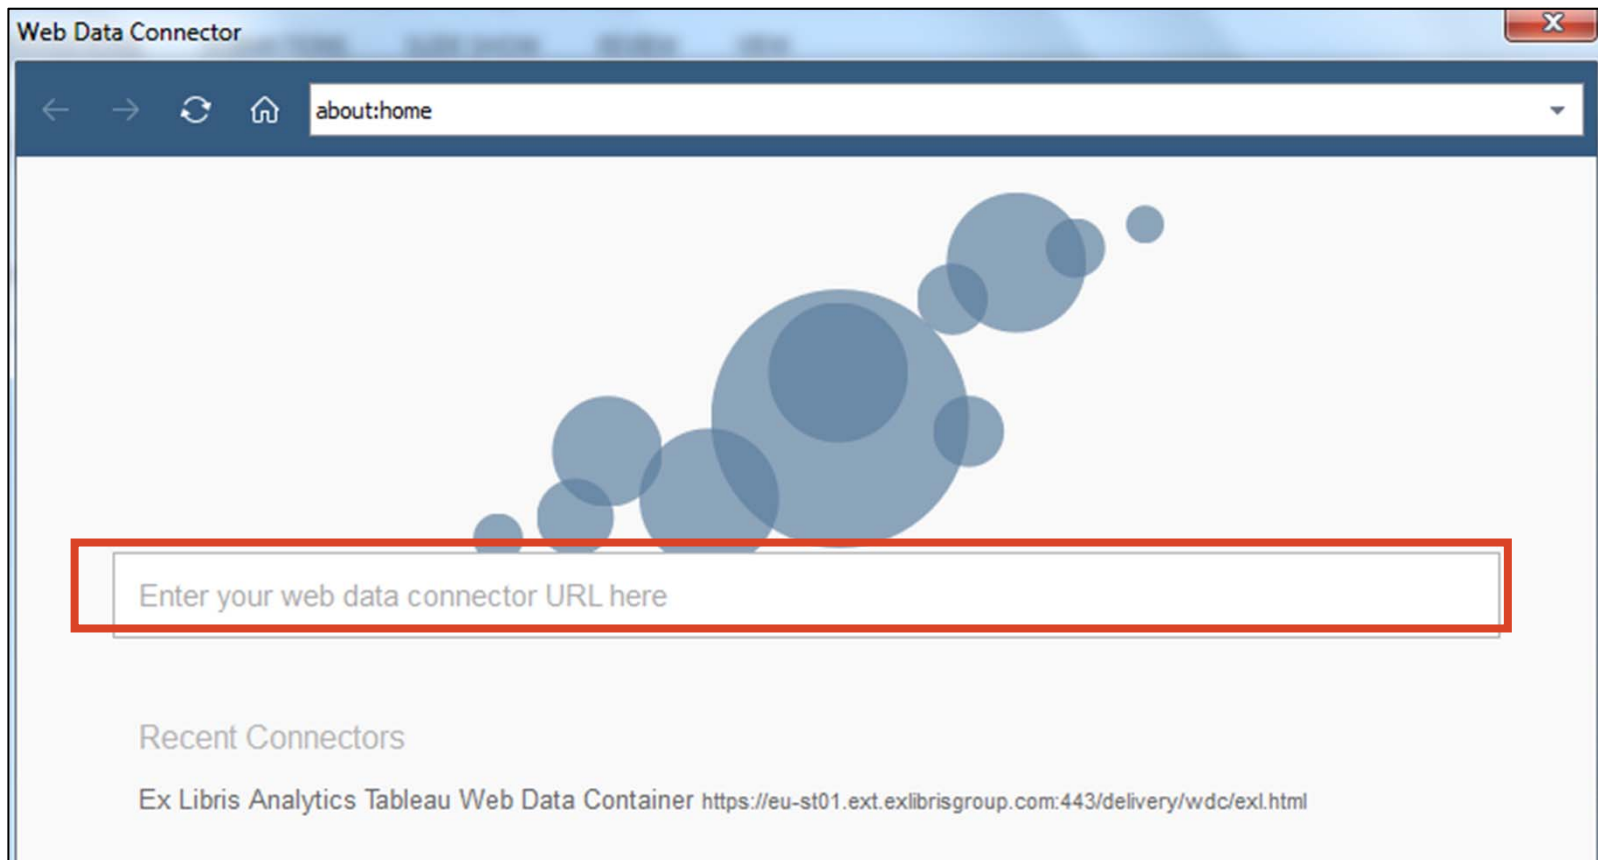 Web Data Connector
about:home
Enter your web data connector URL here
Recent Connectors
Ex Libris Analytics Tableau Web Data Container https://eu-st01.ext.exlibrisgroup.com:443/delivery/wdc/exl.html